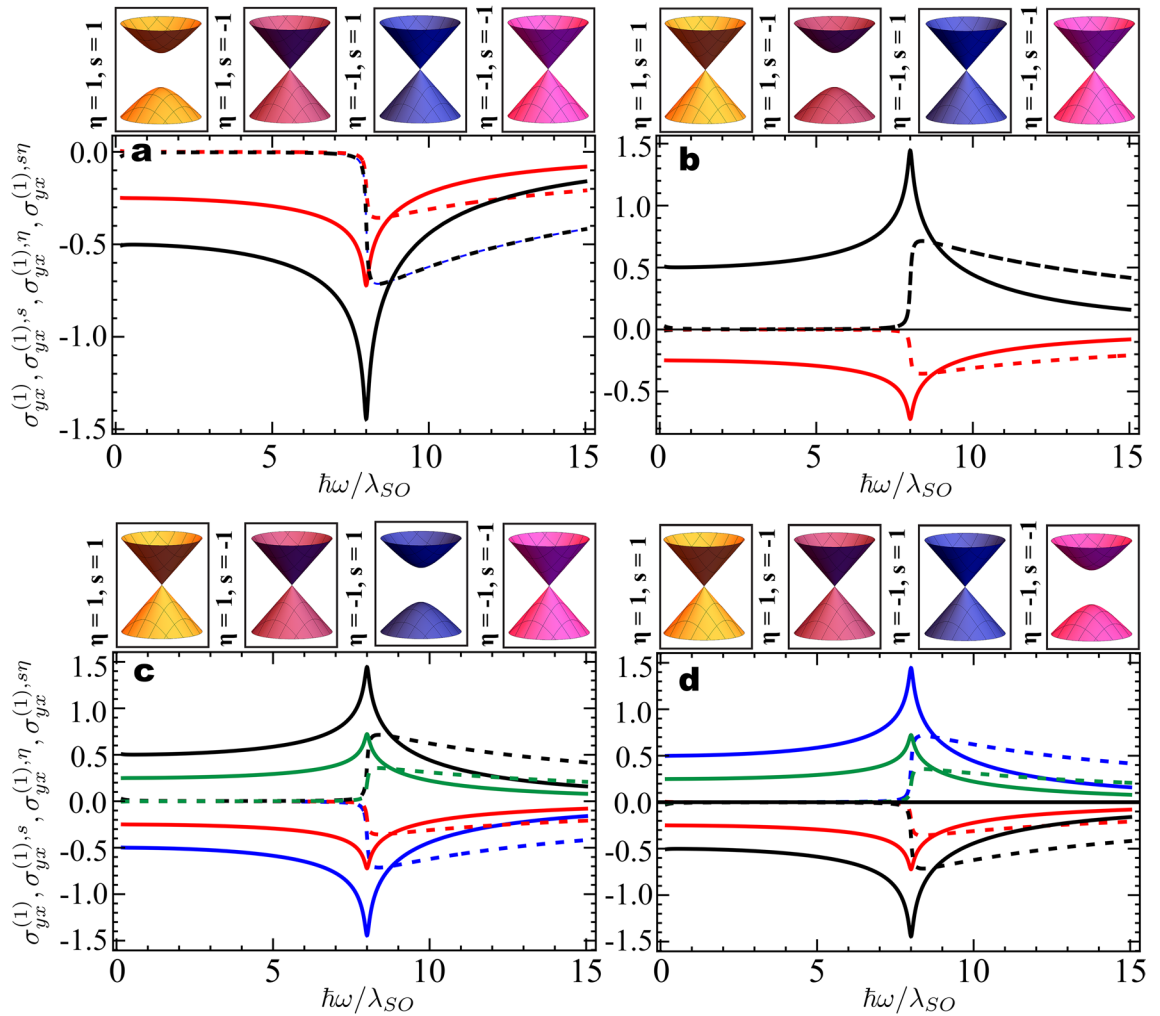 η = 1, s = 1
η = 1, s = -1
η = -1, s = 1
η = -1, s = -1
η = 1, s = 1
η = 1, s = -1
η = -1, s = 1
η = -1, s = -1
σ_{yx}^{(1)}, σ_{yx}^{(1),s}, σ_{yx}^{(1),η}, σ_{yx}^{(1),sη}
a
0.0
-0.5
-1.0
-1.5
0
5
10
15
ħω/λ_{SO}
b
1.5
1.0
0.5
0.0
-0.5
0
5
10
15
ħω/λ_{SO}
η = 1, s = 1
η = 1, s = -1
η = -1, s = 1
η = -1, s = -1
η = 1, s = 1
η = 1, s = -1
η = -1, s = 1
η = -1, s = -1
σ_{yx}^{(1)}, σ_{yx}^{(1),s}, σ_{yx}^{(1),η}, σ_{yx}^{(1),sη}
c
1.5
1.0
0.5
0.0
-0.5
-1.0
-1.5
0
5
10
15
ħω/λ_{SO}
d
1.5
1.0
0.5
0.0
-0.5
-1.0
-1.5
0
5
10
15
ħω/λ_{SO}